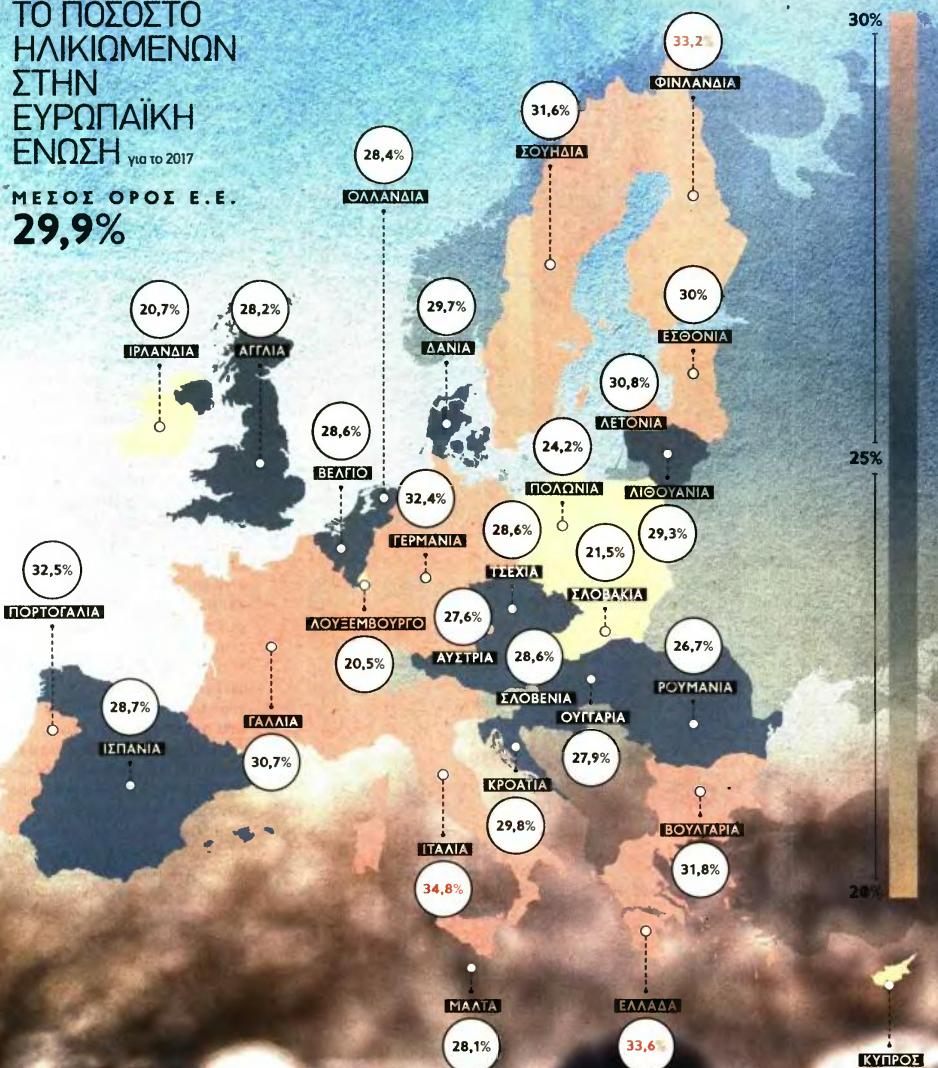 ΤΟ ΠΟΣΟΣΤΟ
ΗΛΙΚΙΩΜΕΝΩΝ
ΣΤΗΝ
ΕΥΡΩΠΑΪΚΗ
ΕΝΩΣΗ για το 2017
ΜΕΣΟΣ ΟΡΟΣ Ε.Ε.
29,9%
30%
25%
20%
33,2%
ΦΙΝΛΑΝΔΙΑ
31,6%
ΣΟΥΗΔΙΑ
28,4%
ΟΛΛΑΝΔΙΑ
20,7%
ΙΡΛΑΝΔΙΑ
28,2%
ΑΓΓΛΙΑ
29,7%
ΔΑΝΙΑ
30%
ΕΣΘΟΝΙΑ
30,8%
ΛΕΤΟΝΙΑ
28,6%
ΒΕΛΓΙΟ
24,2%
ΠΟΛΩΝΙΑ
ΛΙΘΟΥΑΝΙΑ
29,3%
32,4%
ΓΕΡΜΑΝΙΑ
28,6%
ΤΣΕΧΙΑ
21,5%
ΣΛΟΒΑΚΙΑ
32,5%
ΠΟΡΤΟΓΑΛΙΑ
ΛΟΥΞΕΜΒΟΥΡΓΟ
20,5%
27,6%
ΑΥΣΤΡΙΑ
28,6%
ΣΛΟΒΕΝΙΑ
26,7%
ΡΟΥΜΑΝΙΑ
28,7%
ΙΣΠΑΝΙΑ
ΓΑΛΛΙΑ
30,7%
ΟΥΓΓΑΡΙΑ
27,9%
ΚΡΟΑΤΙΑ
29,8%
ΒΟΥΛΓΑΡΙΑ
31,8%
ΙΤΑΛΙΑ
34,8%
ΜΑΛΤΑ
28,1%
ΕΛΛΑΔΑ
33,6%
ΚΥΠΡΟΣ